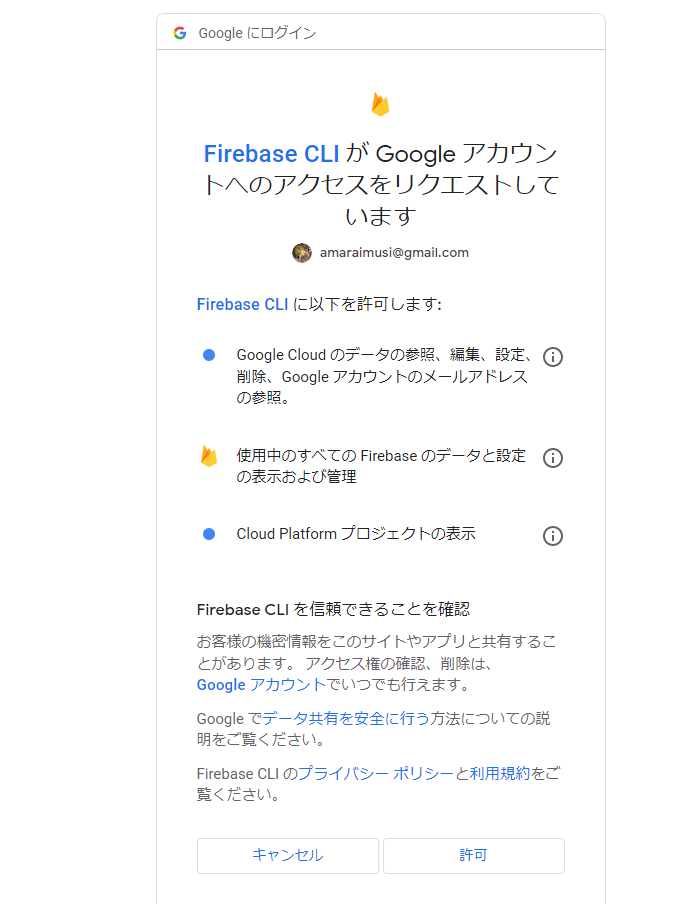 Google にログイン
Firebase CLI が Google アカウン
トへのアクセスをリクエストして
います
amaraimusi@gmail.com
Firebase CLI に以下を許可します:
Google Cloud のデータの参照、編集、設定、
削除、Google アカウントのメールアドレス
の参照。
使用中のすべての Firebase のデータと設定
の表示および管理
Cloud Platform プロジェクトの表示
Firebase CLI を信頼できることを確認
お客様の機密情報をこのサイトやアプリと共有するこ
とがあります。 アクセス権の確認、削除は、
Google アカウントでいつでも行えます。
Google でデータ共有を安全に行う方法についての説
明をご覧ください。
Firebase CLI のプライバシー ポリシーと利用規約をご
覧ください。
キャンセル
許可